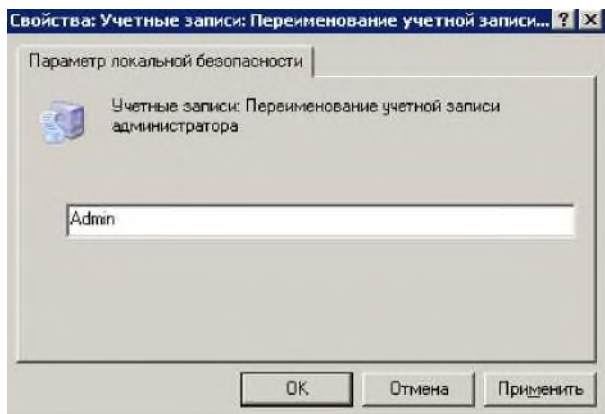 Свойства: Учетные записи: Переименование учетной записи... ? X
Параметр локальной безопасности
Учетные записи: Переименование учетной записи
администратора
Admin
OK Отмена Применить